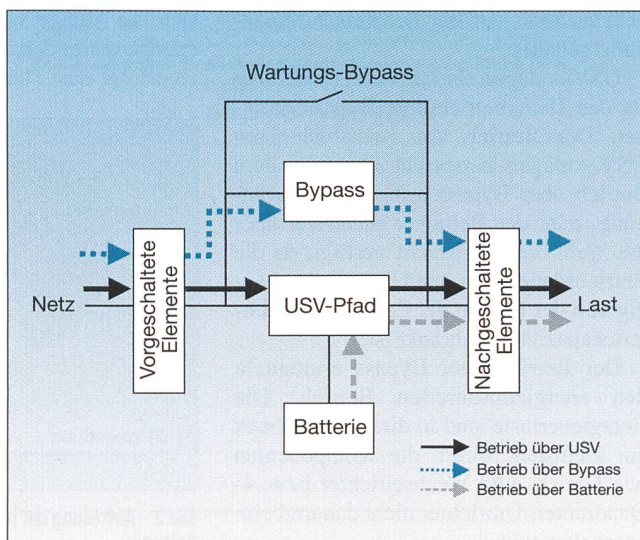 Wartungs-Bypass
Bypass
Netz
Vorgeschaltete
Elemente
USV-Pfad
Nachgeschaltete
Elemente
Last
Batterie
Betrieb über USV
Betrieb über Bypass
Betrieb über Batterie